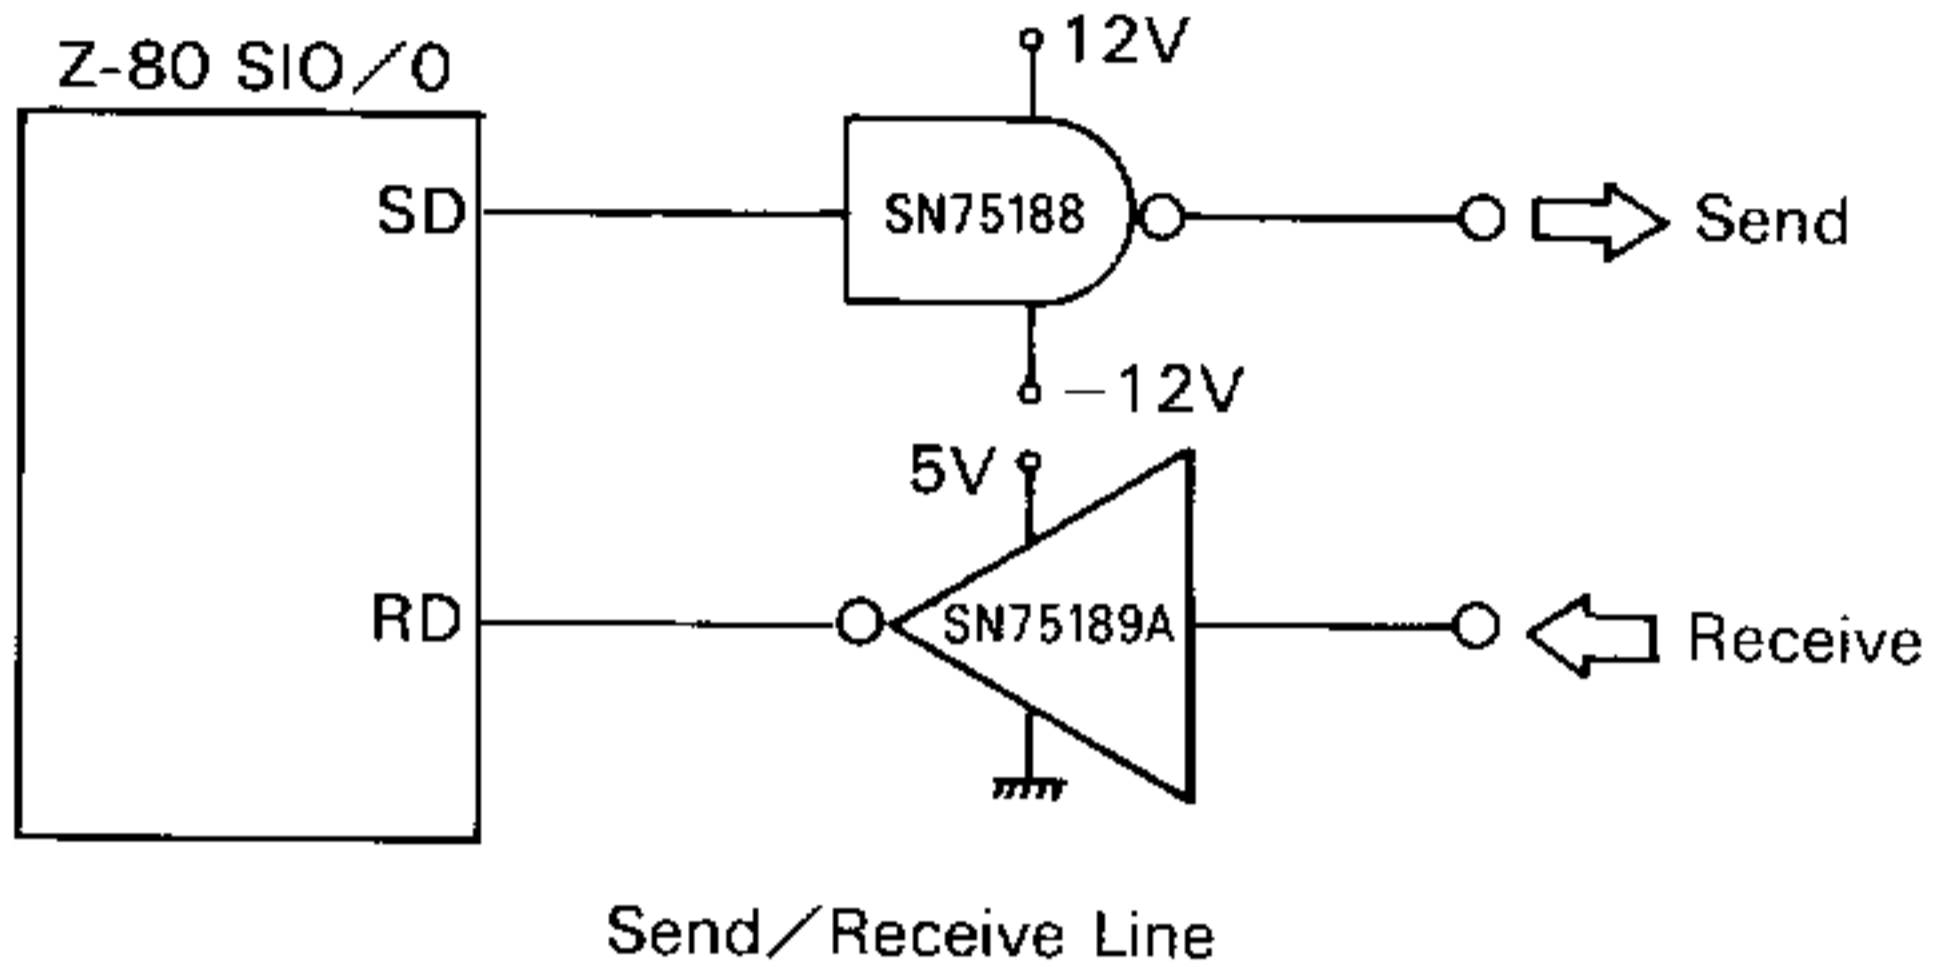 Z-80 SIO/0
12V
SD
SN75188
Send
-12V
5V
RD
SN75189A
Receive
Send/Receive Line